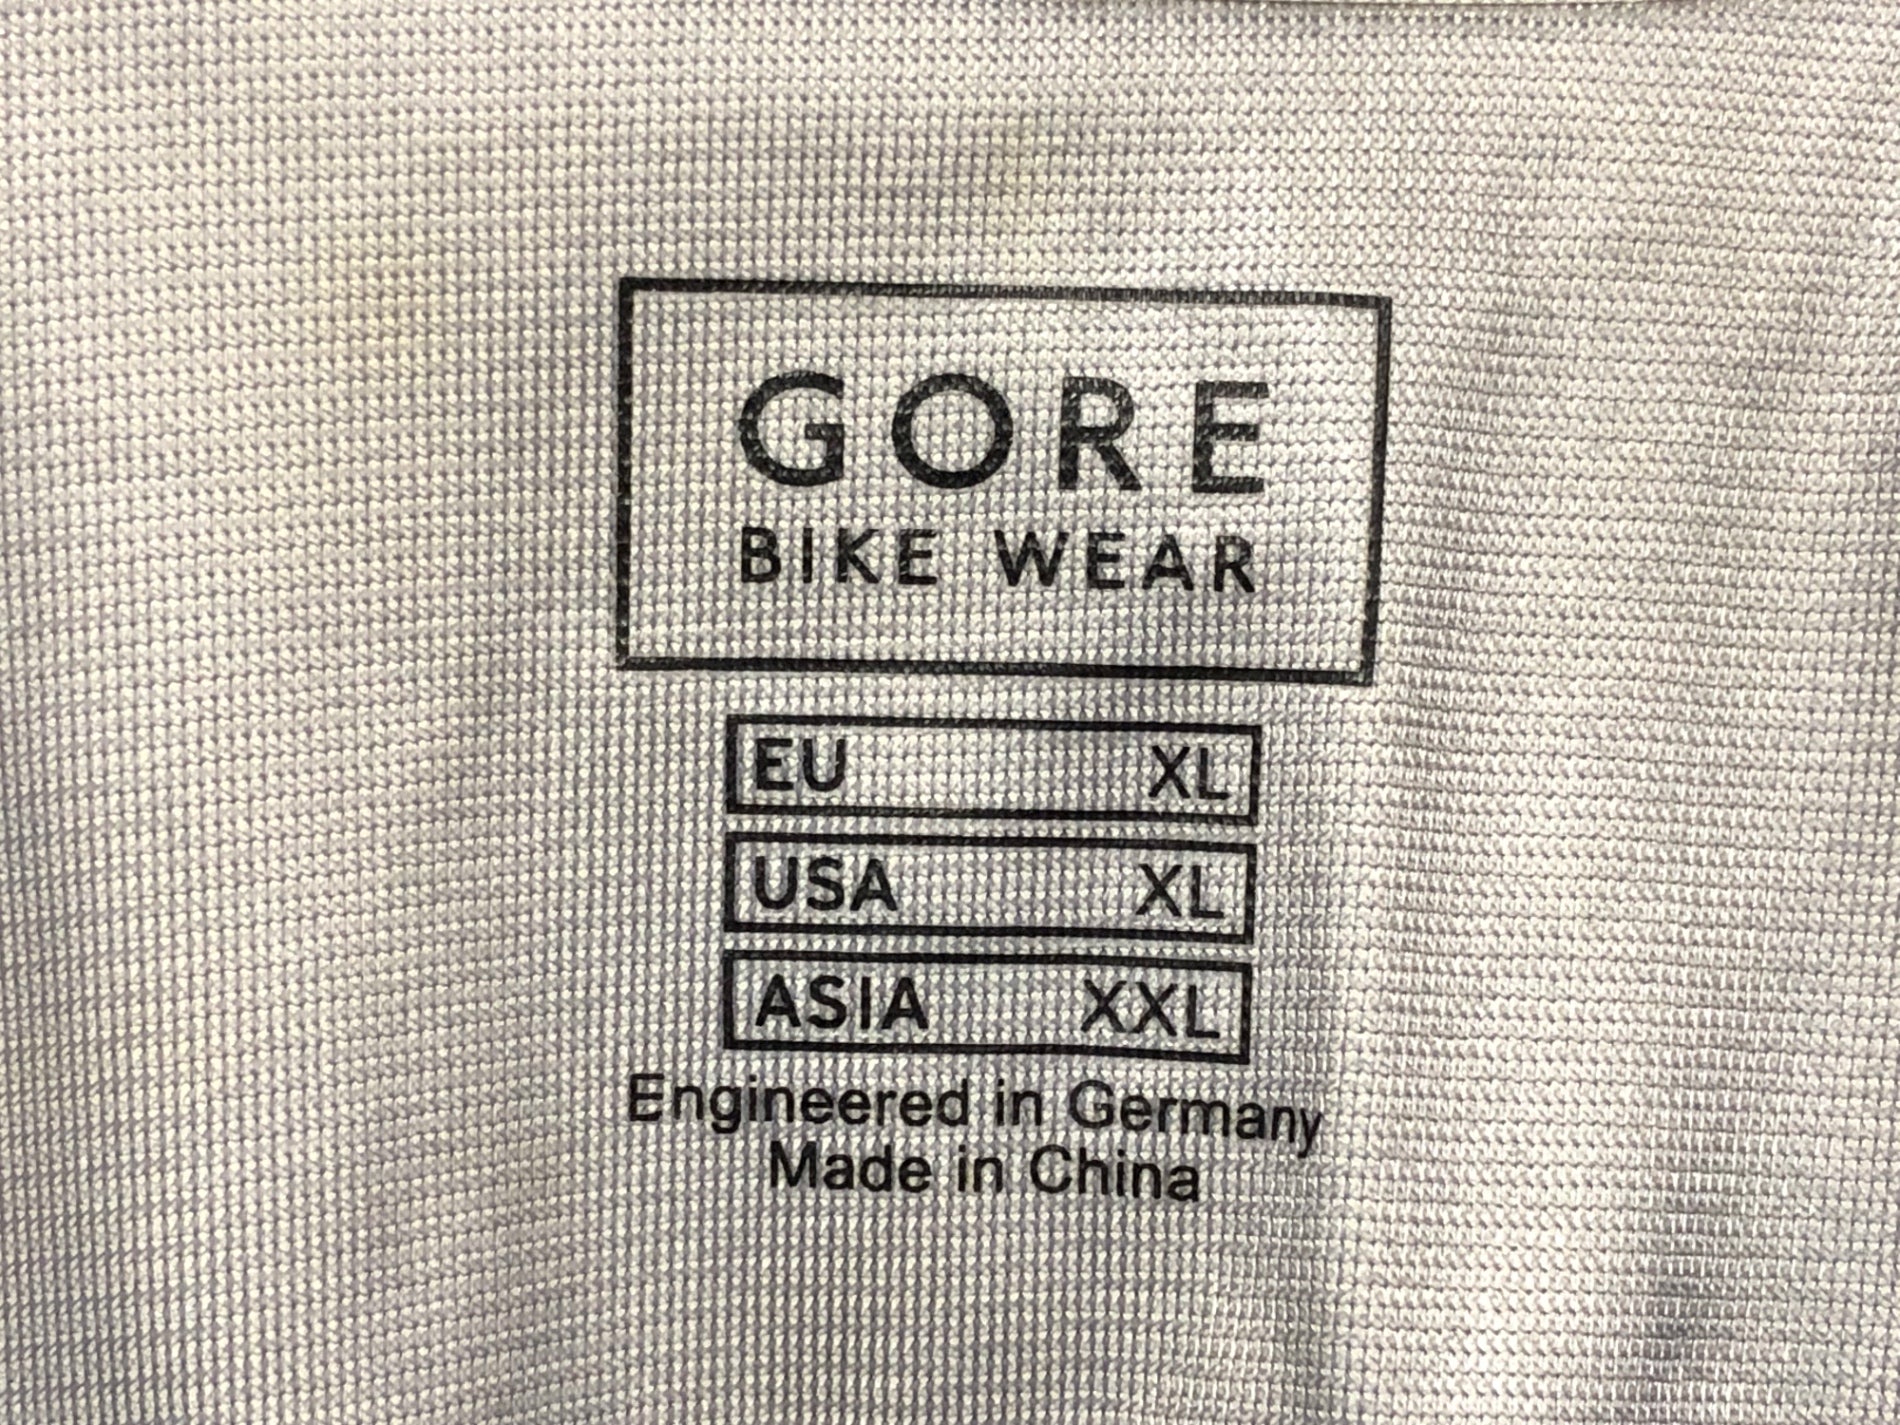 GORE
BIKE WEAR
EU XL
USA XL
ASIA XXL
Engineered in Germany
Made in China